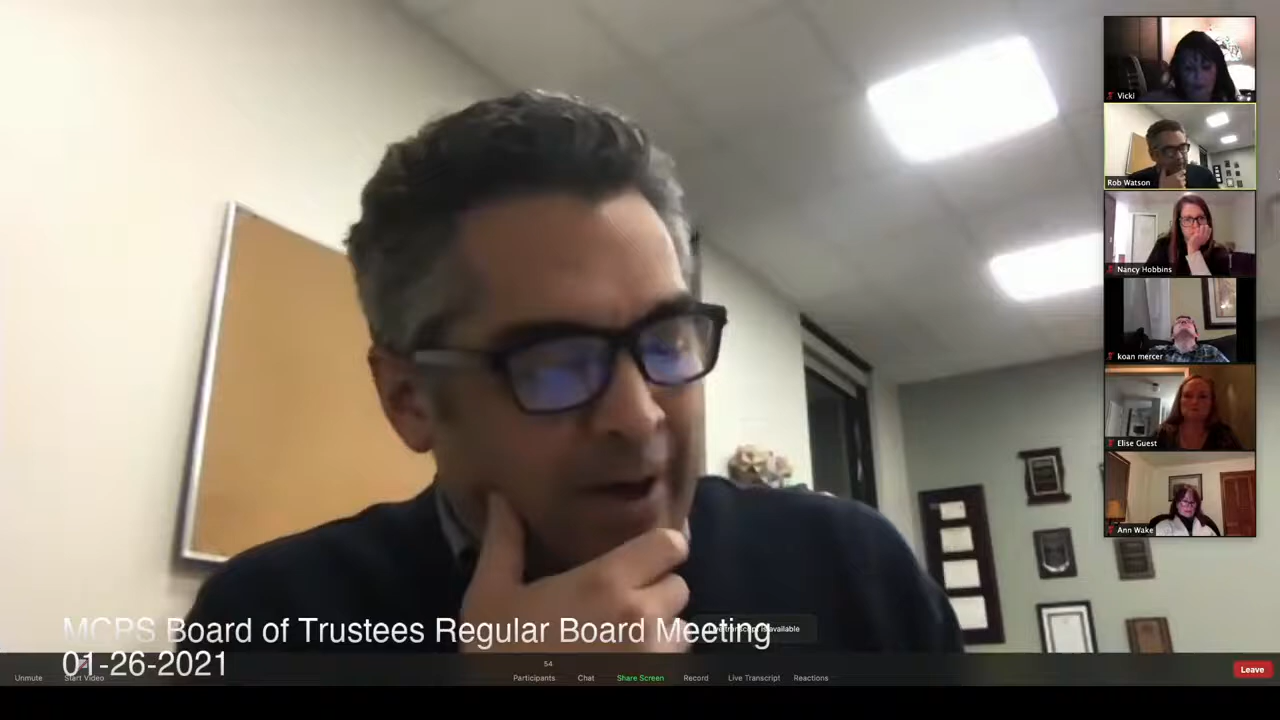 Vicki
Rob Watson
Nancy Hobbins
koan mercer
Elise Guest
Ann Wake
MCPS Board of Trustees Regular Board Meeting
01-26-2021
Unmute
Start Video
54
Participants
Chat
Share Screen
Record
Live Transcript
Reactions
Leave